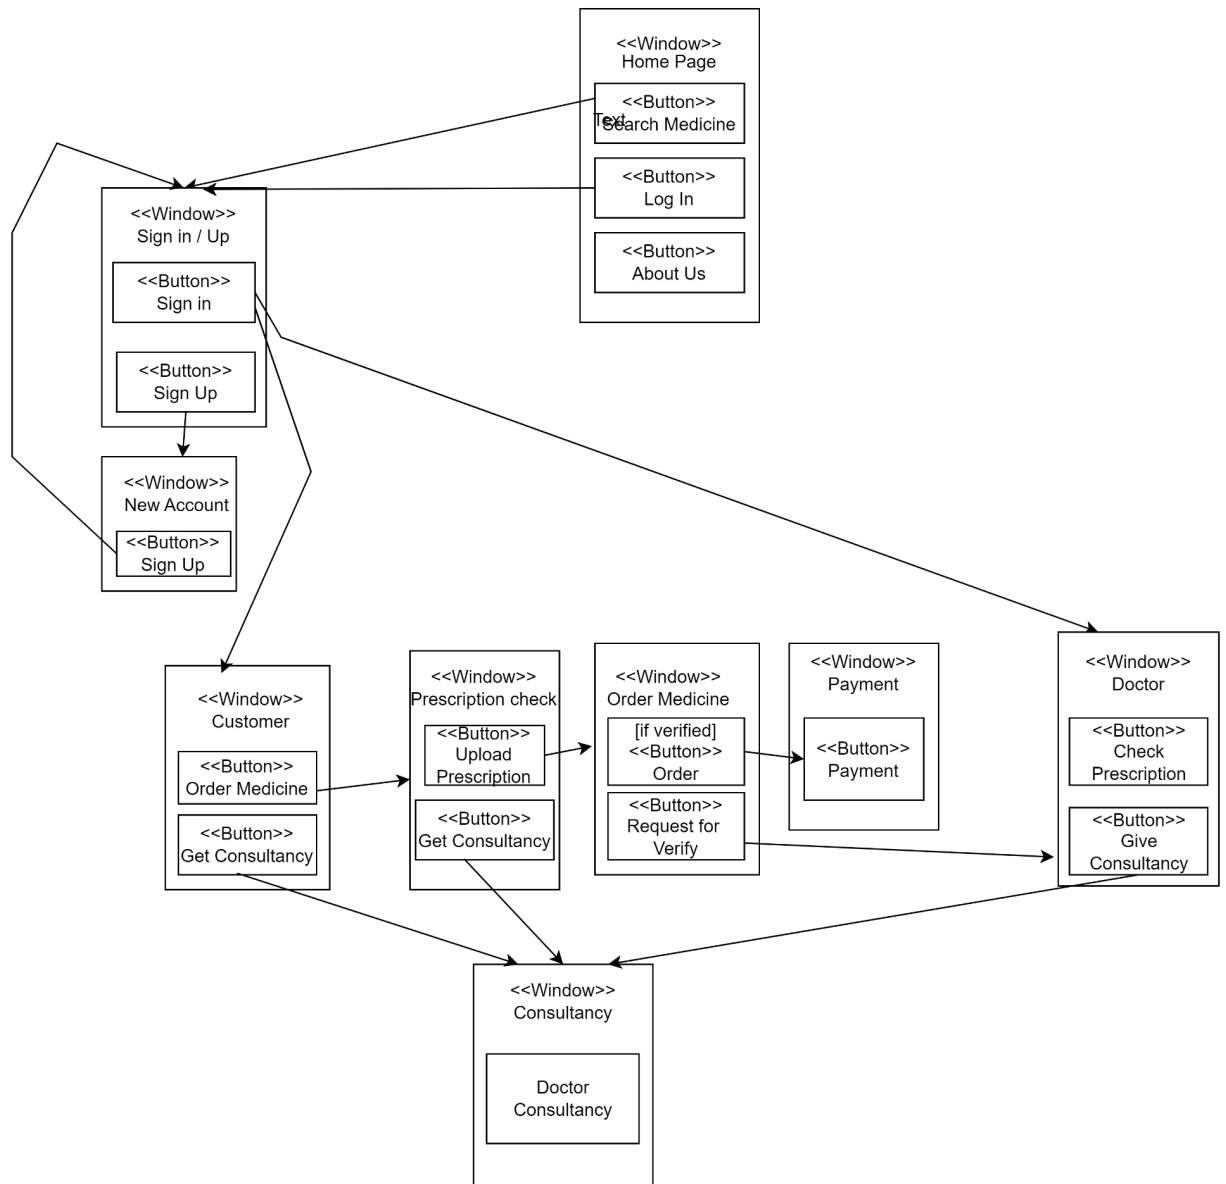 <<Window>>
Home Page
<<Button>>
Text
Search Medicine
<<Button>>
Log In
<<Button>>
About Us
<<Window>>
Sign in / Up
<<Button>>
Sign in
<<Button>>
Sign Up
<<Window>>
New Account
<<Button>>
Sign Up
<<Window>>
Customer
<<Button>>
Order Medicine
<<Button>>
Get Consultancy
<<Window>>
Prescription check
<<Button>>
Upload
Prescription
<<Button>>
Get Consultancy
<<Window>>
Order Medicine
[if verified]
<<Button>>
Order
<<Button>>
Request for
Verify
<<Window>>
Payment
<<Button>>
Payment
<<Window>>
Doctor
<<Button>>
Check
Prescription
<<Button>>
Give
Consultancy
<<Window>>
Consultancy
Doctor
Consultancy